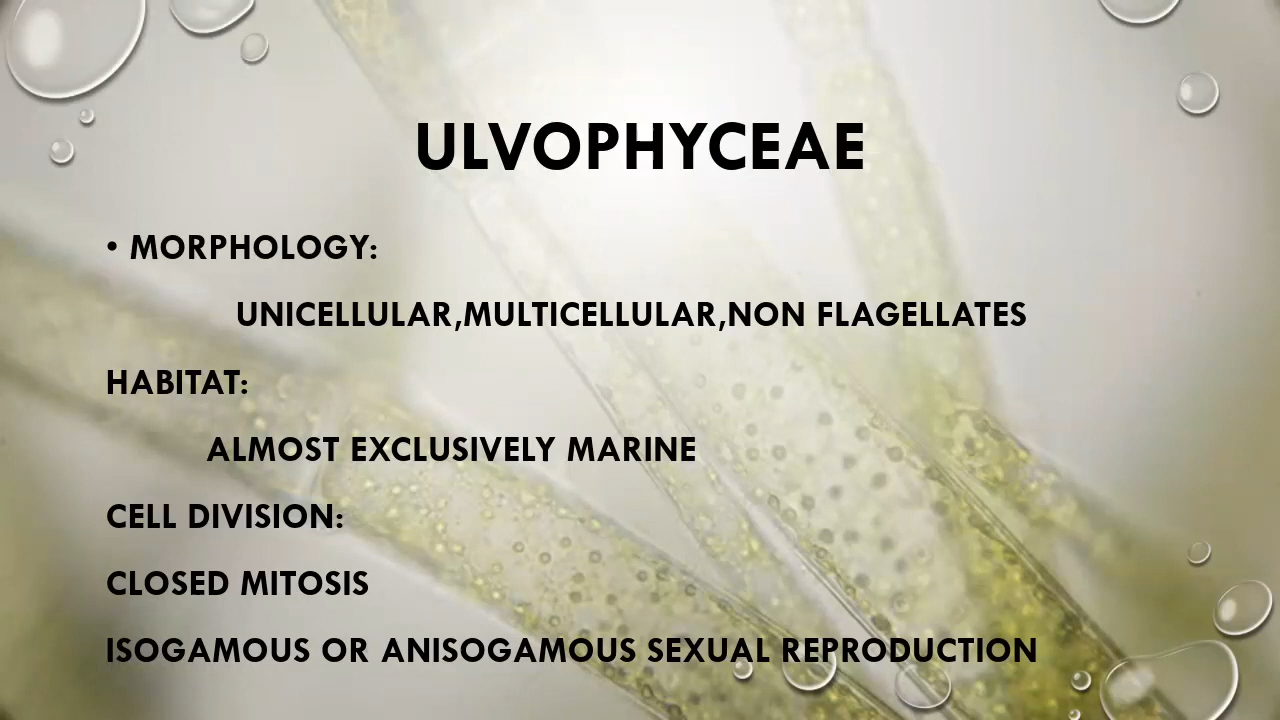 ULVOPHYCEAE
• MORPHOLOGY:
UNICELLULAR,MULTICELLULAR,NON FLAGELLATES
HABITAT:
ALMOST EXCLUSIVELY MARINE
CELL DIVISION:
CLOSED MITOSIS
ISOGAMOUS OR ANISOGAMOUS SEXUAL REPRODUCTION